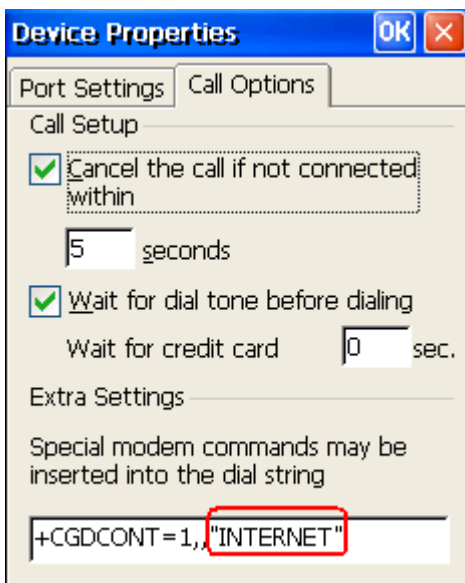 Device Properties OK
Port Settings Call Options
Call Setup
Cancel the call if not connected
within
5 seconds
Wait for dial tone before dialing
Wait for credit card 0 sec.
Extra Settings
Special modem commands may be
inserted into the dial string
+CGDCONT=1,,"INTERNET"